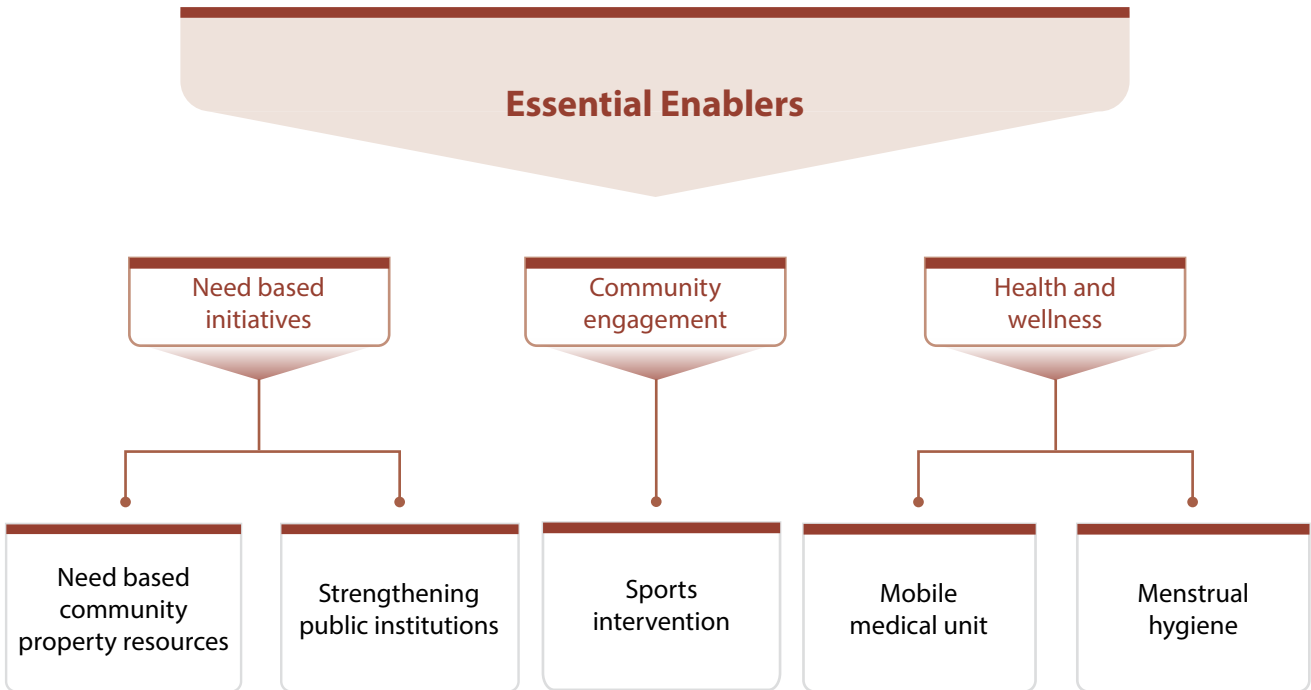 Essential Enablers
Need based
initiatives
Community
engagement
Health and
wellness
Need based
community
property resources
Strengthening
public institutions
Sports
intervention
Mobile
medical unit
Menstrual
hygiene